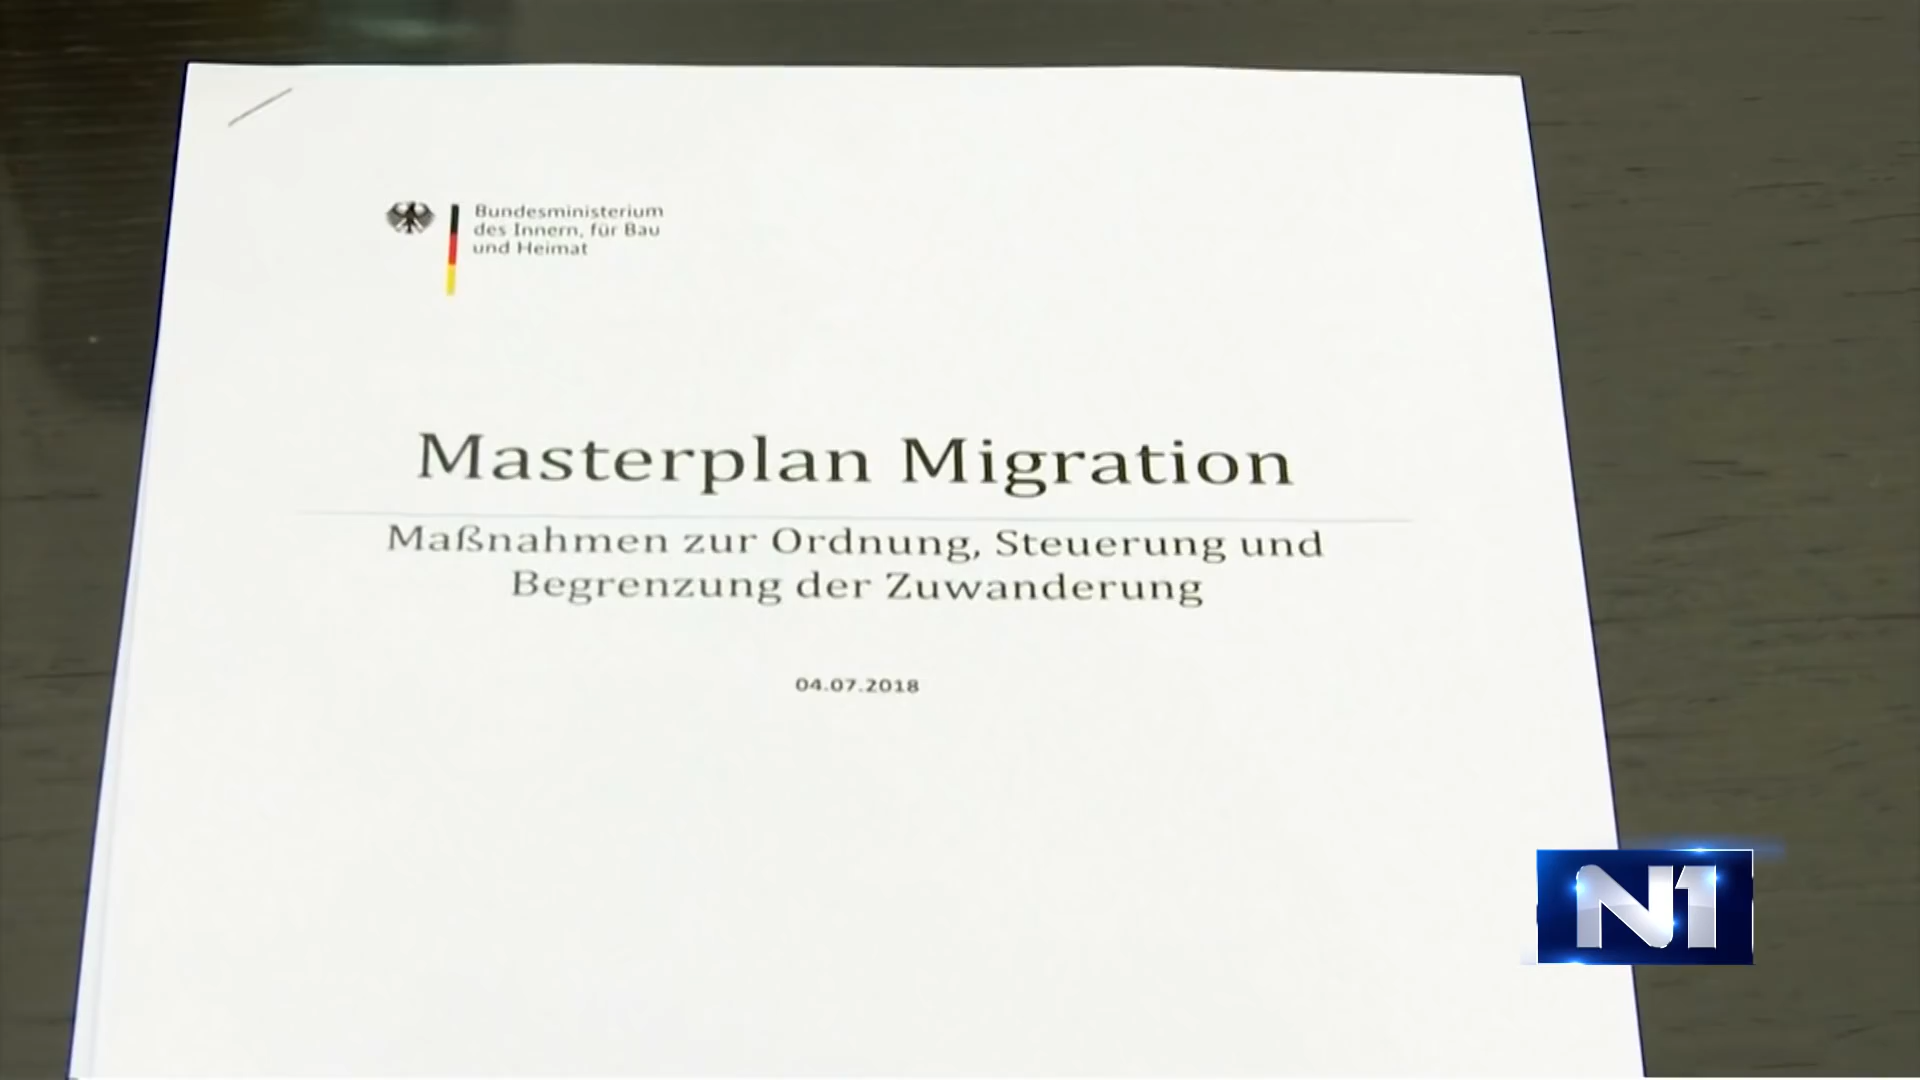 Bundesministerium
des Innern, für Bau
und Heimat
Masterplan Migration
Maßnahmen zur Ordnung, Steuerung und
Begrenzung der Zuwanderung
04.07.2018
N1